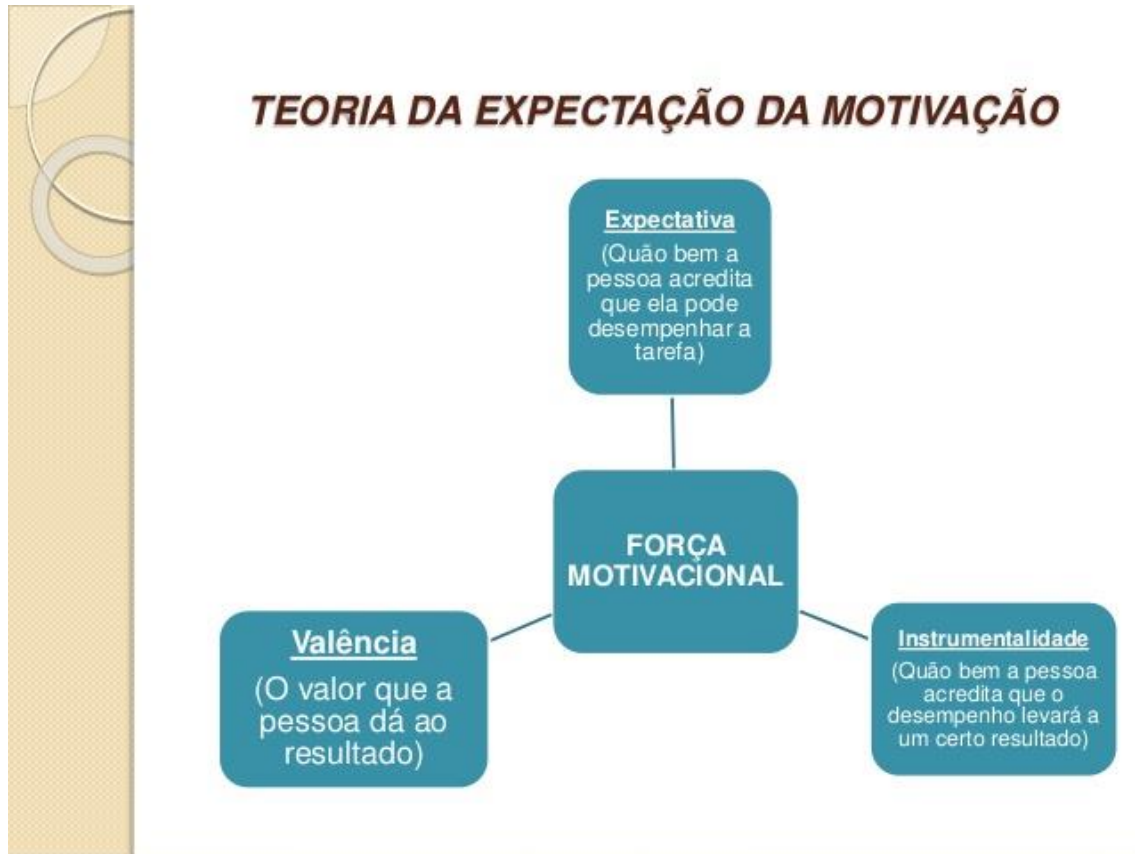 TEORIA DA EXPECTAÇÃO DA MOTIVAÇÃO
Expectativa
(Quão bem a
pessoa acredita
que ela pode
desempenhar a
tarefa)
FORÇA
MOTIVACIONAL
Valência
(O valor que a
pessoa dá ao
resultado)
Instrumentalidade
(Quão bem a pessoa
acredita que o
desempenho levará a
um certo resultado)